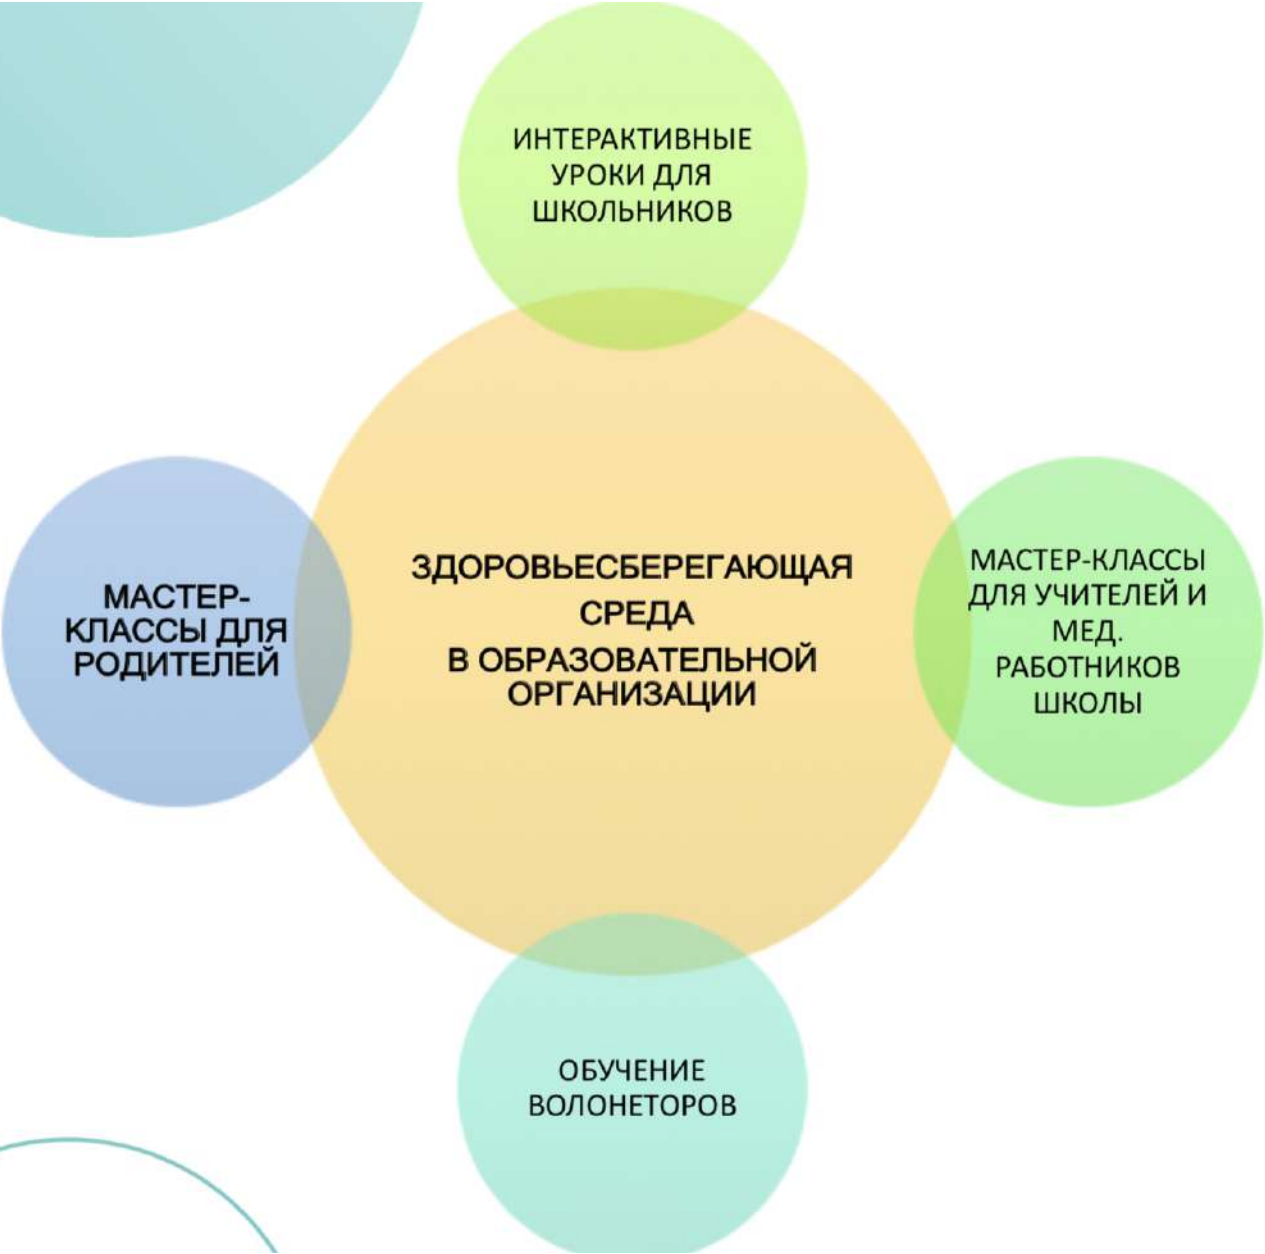 ИНТЕРАКТИВНЫЕ
УРОКИ ДЛЯ
ШКОЛЬНИКОВ
МАСТЕР-
КЛАССЫ ДЛЯ
РОДИТЕЛЕЙ
ЗДОРОВЬЕСБЕРЕГАЮЩАЯ
СРЕДА
В ОБРАЗОВАТЕЛЬНОЙ
ОРГАНИЗАЦИИ
МАСТЕР-КЛАССЫ
ДЛЯ УЧИТЕЛЕЙ И
МЕД.
РАБОТНИКОВ
ШКОЛЫ
ОБУЧЕНИЕ
ВОЛОНЕТОРОВ